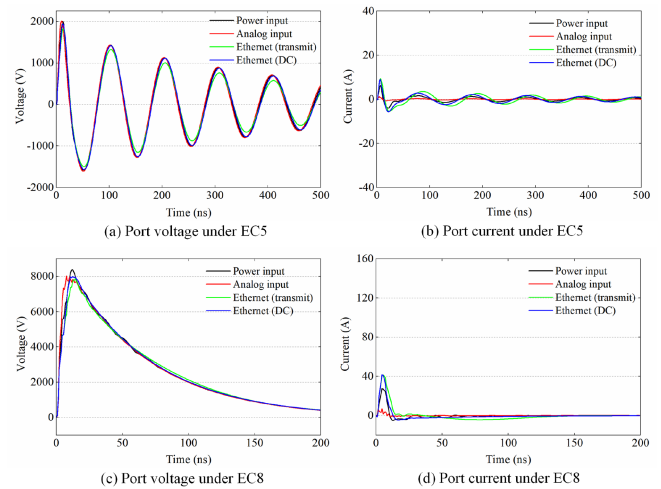 2000
1000
0
-1000
-2000
Voltage (V)
Power input
Analog input
Ethernet (transmit)
Ethernet (DC)
0
100
200
300
400
500
Time (ns)
(a) Port voltage under EC5
40
20
0
-20
-40
Current (A)
Power input
Analog input
Ethernet (transmit)
Ethernet (DC)
0
100
200
300
400
500
Time (ns)
(b) Port current under EC5
8000
6000
4000
2000
0
Voltage (V)
Power input
Analog input
Ethernet (transmit)
Ethernet (DC)
0
50
100
150
200
Time (ns)
(c) Port voltage under EC8
160
120
80
40
0
Current (A)
Power input
Analog input
Ethernet (transmit)
Ethernet (DC)
0
50
100
150
200
Time (ns)
(d) Port current under EC8